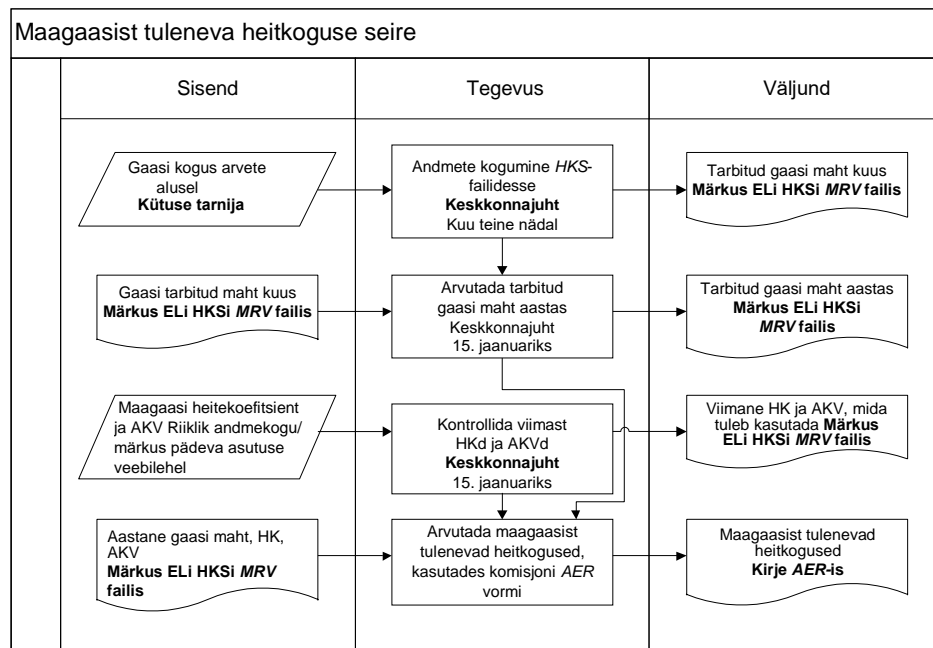 Maagaasist tuleneva heitkoguse seire
Sisend
Tegevus
Väljund
Gaasi kogus arvete
alusel
Kütuse tarnija
Andmete kogumine HKS-
failidesse
Keskkonnajuht
Kuu teine nädal
Tarbitud gaasi maht kuus
Märkus ELi HKSi MRV failis
Gaasi tarbitud maht kuus
Märkus ELi HKSi MRV failis
Arvutada tarbitud
gaasi maht aastas
Keskkonnajuht
15. jaanuariks
Tarbitud gaasi maht aastas
Märkus ELi HKSi
MRV failis
Maagaasi heitekoefitsient
ja AKV Riiklik andmekogu/
märkus pädeva asutuse
veebilehel
Kontrollida viimast
HKd ja AKVd
Keskkonnajuht
15. jaanuariks
Viimane HK ja AKV, mida
tuleb kasutada Märkus
ELi HKSi MRV failis
Aastane gaasi maht, HK,
AKV
Märkus ELi HKSi MRV
failis
Arvutada maagaasist
tulenevad heitkogused,
kasutades komisjoni AER
vormi
Maagaasist tulenevad
heitkogused
Kirje AER-is